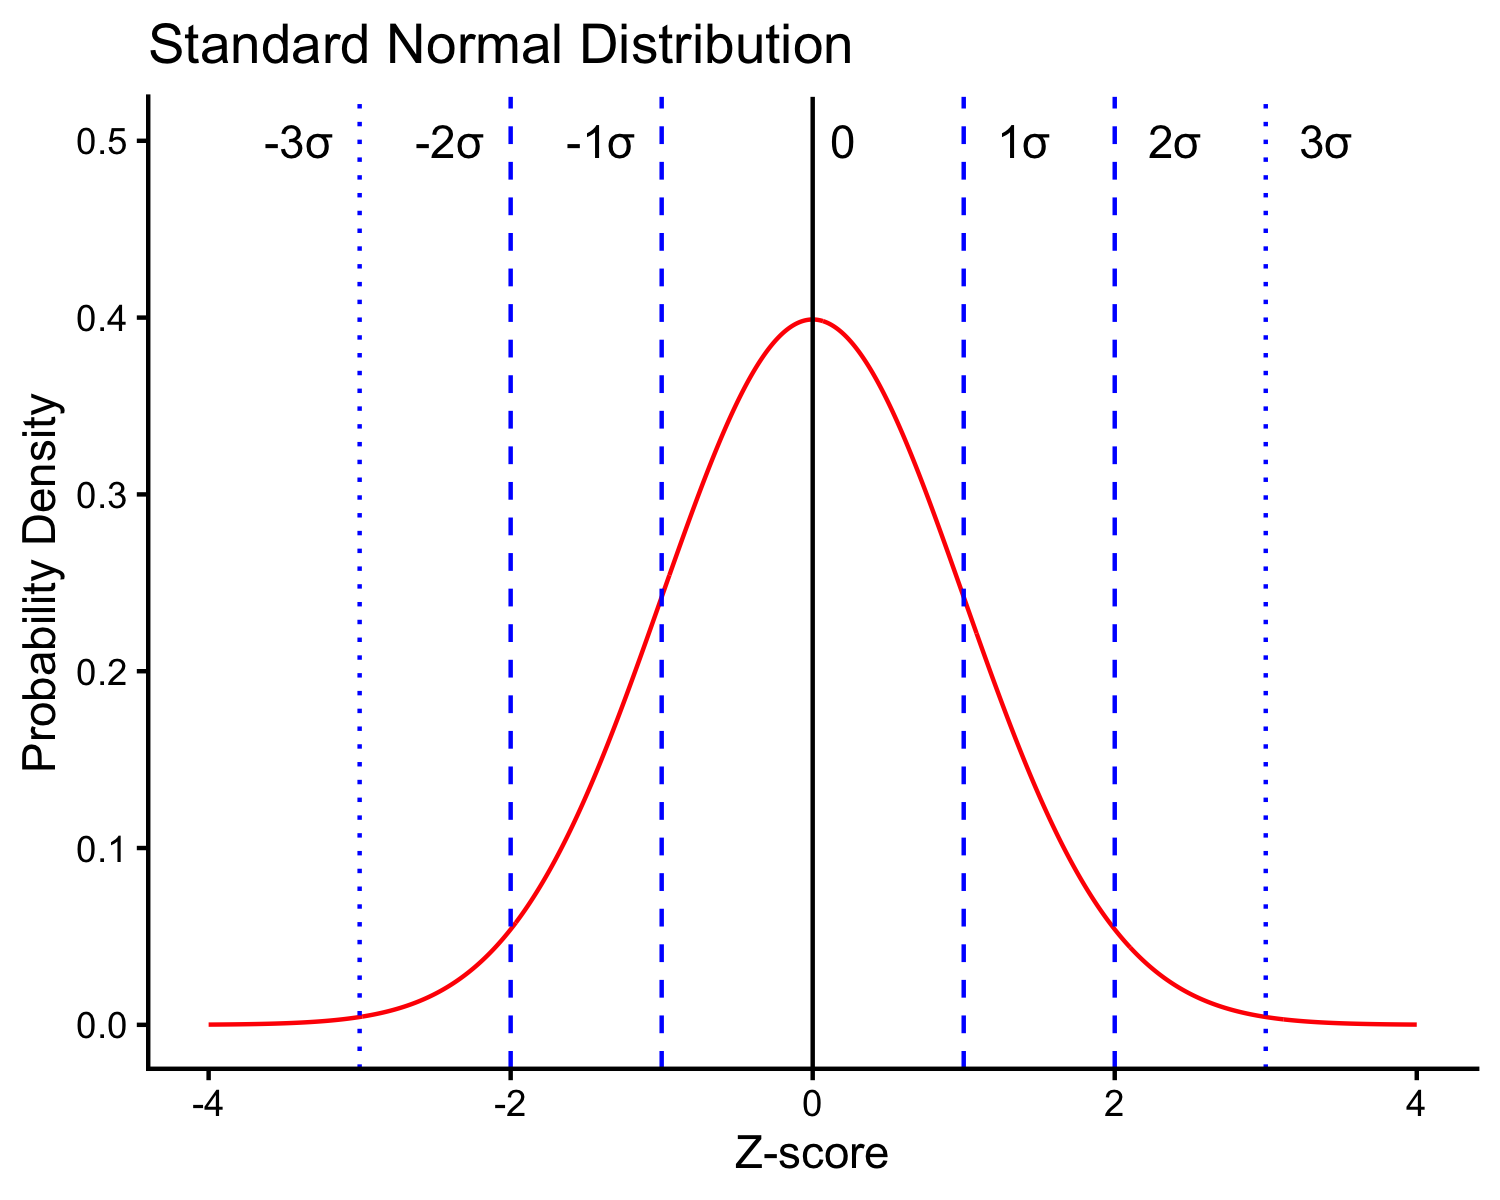 Standard Normal Distribution
-3σ -2σ -1σ 0 1σ 2σ 3σ
0.5
0.4
0.3
0.2
0.1
0.0
Probability Density
-4 -2 0 2 4
Z-score